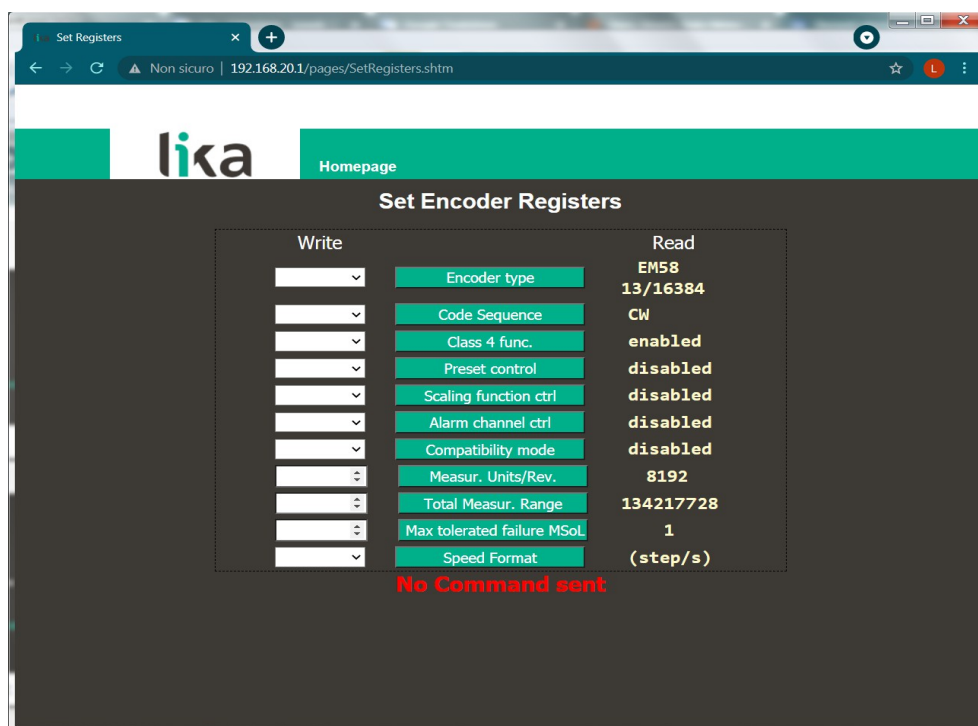 Set Registers
Non sicuro | 192.168.20.1/pages/SetRegisters.shtm
L
lika
Homepage
Set Encoder Registers
Write Read
Encoder type EM58
13/16384
Code Sequence CW
Class 4 func. enabled
Preset control disabled
Scaling function ctrl disabled
Alarm channel ctrl disabled
Compatibility mode disabled
Measur. Units/Rev. 8192
Total Measur. Range 134217728
Max tolerated failure MSoL 1
Speed Format (step/s)
No Command sent